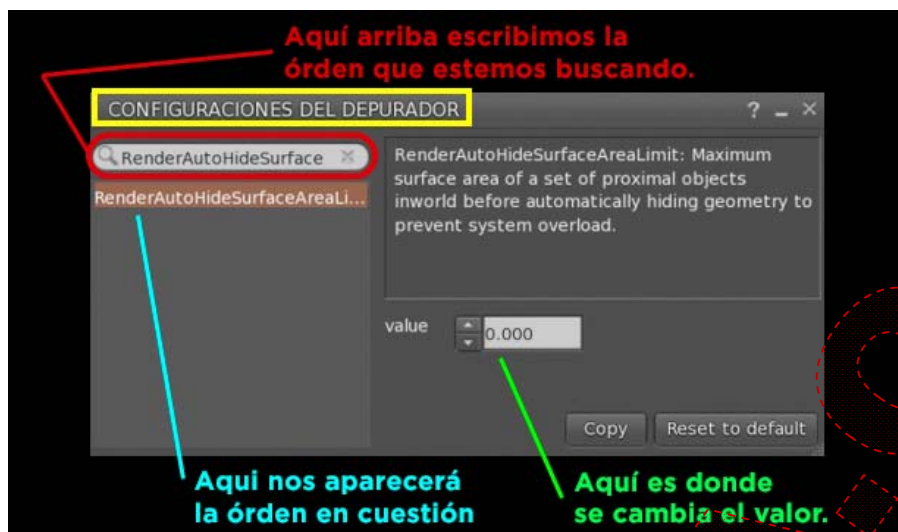 Aquí arriba escribimos la
órden que estemos buscando.
CONFIGURACIONES DEL DEPURADOR
RenderAutoHideSurface
RenderAutoHideSurfaceAreaLi...
RenderAutoHideSurfaceAreaLimit: Maximum
surface area of a set of proximal objects
inworld before automatically hiding geometry to
prevent system overload.
value
0.000
Copy
Reset to default
Aqui nos aparecerá
la órden en cuestión
Aquí es donde
se cambia el valor.